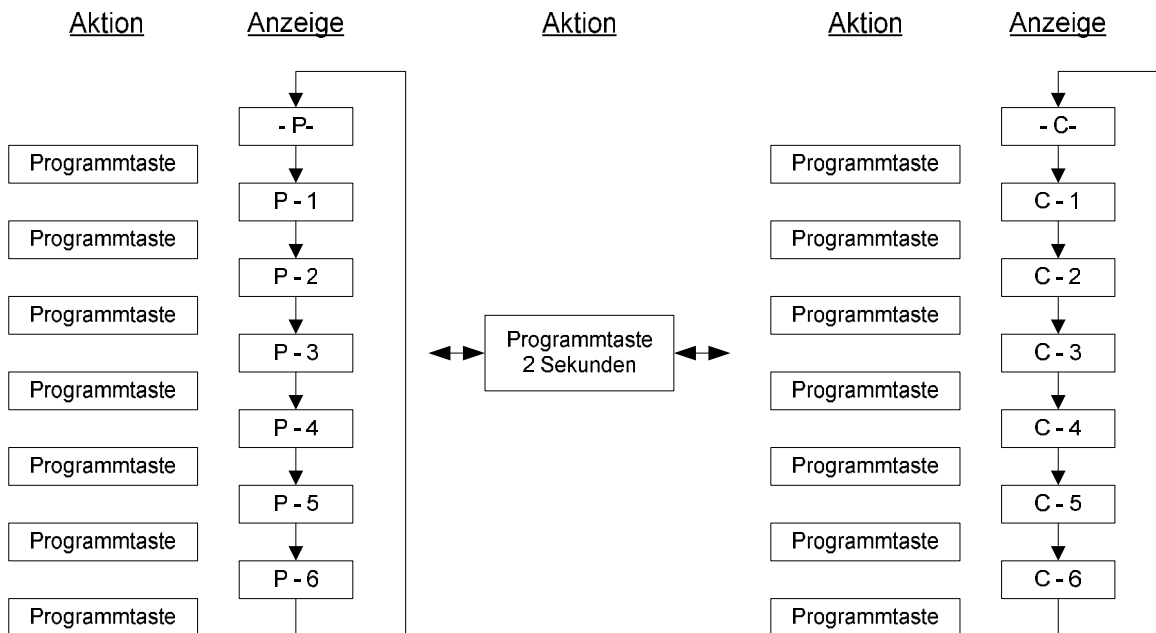 Aktion Anzeige Aktion Aktion Anzeige
- P- - C-
Programmtaste Programmtaste
P - 1 C - 1
Programmtaste Programmtaste
P - 2 C - 2
Programmtaste Programmtaste
Programmtaste
2 Sekunden
P - 3 C - 3
Programmtaste Programmtaste
P - 4 C - 4
Programmtaste Programmtaste
P - 5 C - 5
Programmtaste Programmtaste
P - 6 C - 6
Programmtaste Programmtaste